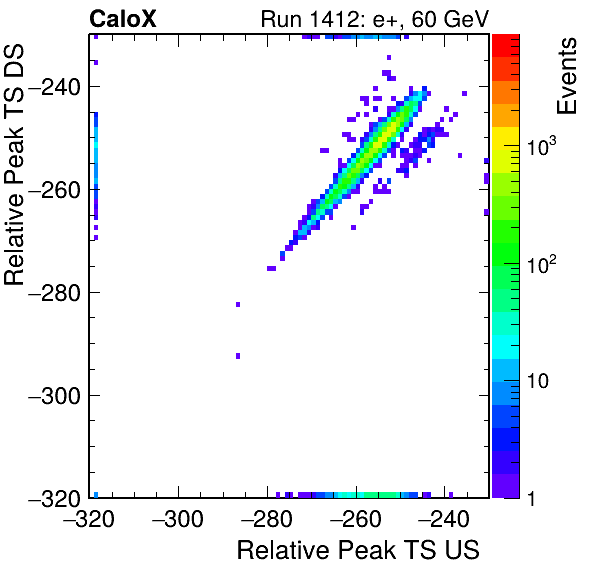 CaloX Run 1412: e+, 60 GeV
Relative Peak TS DS
−240
−260
−280
−300
−320
−320 −300 −280 −260 −240
Relative Peak TS US
Events
10³
10²
10
1